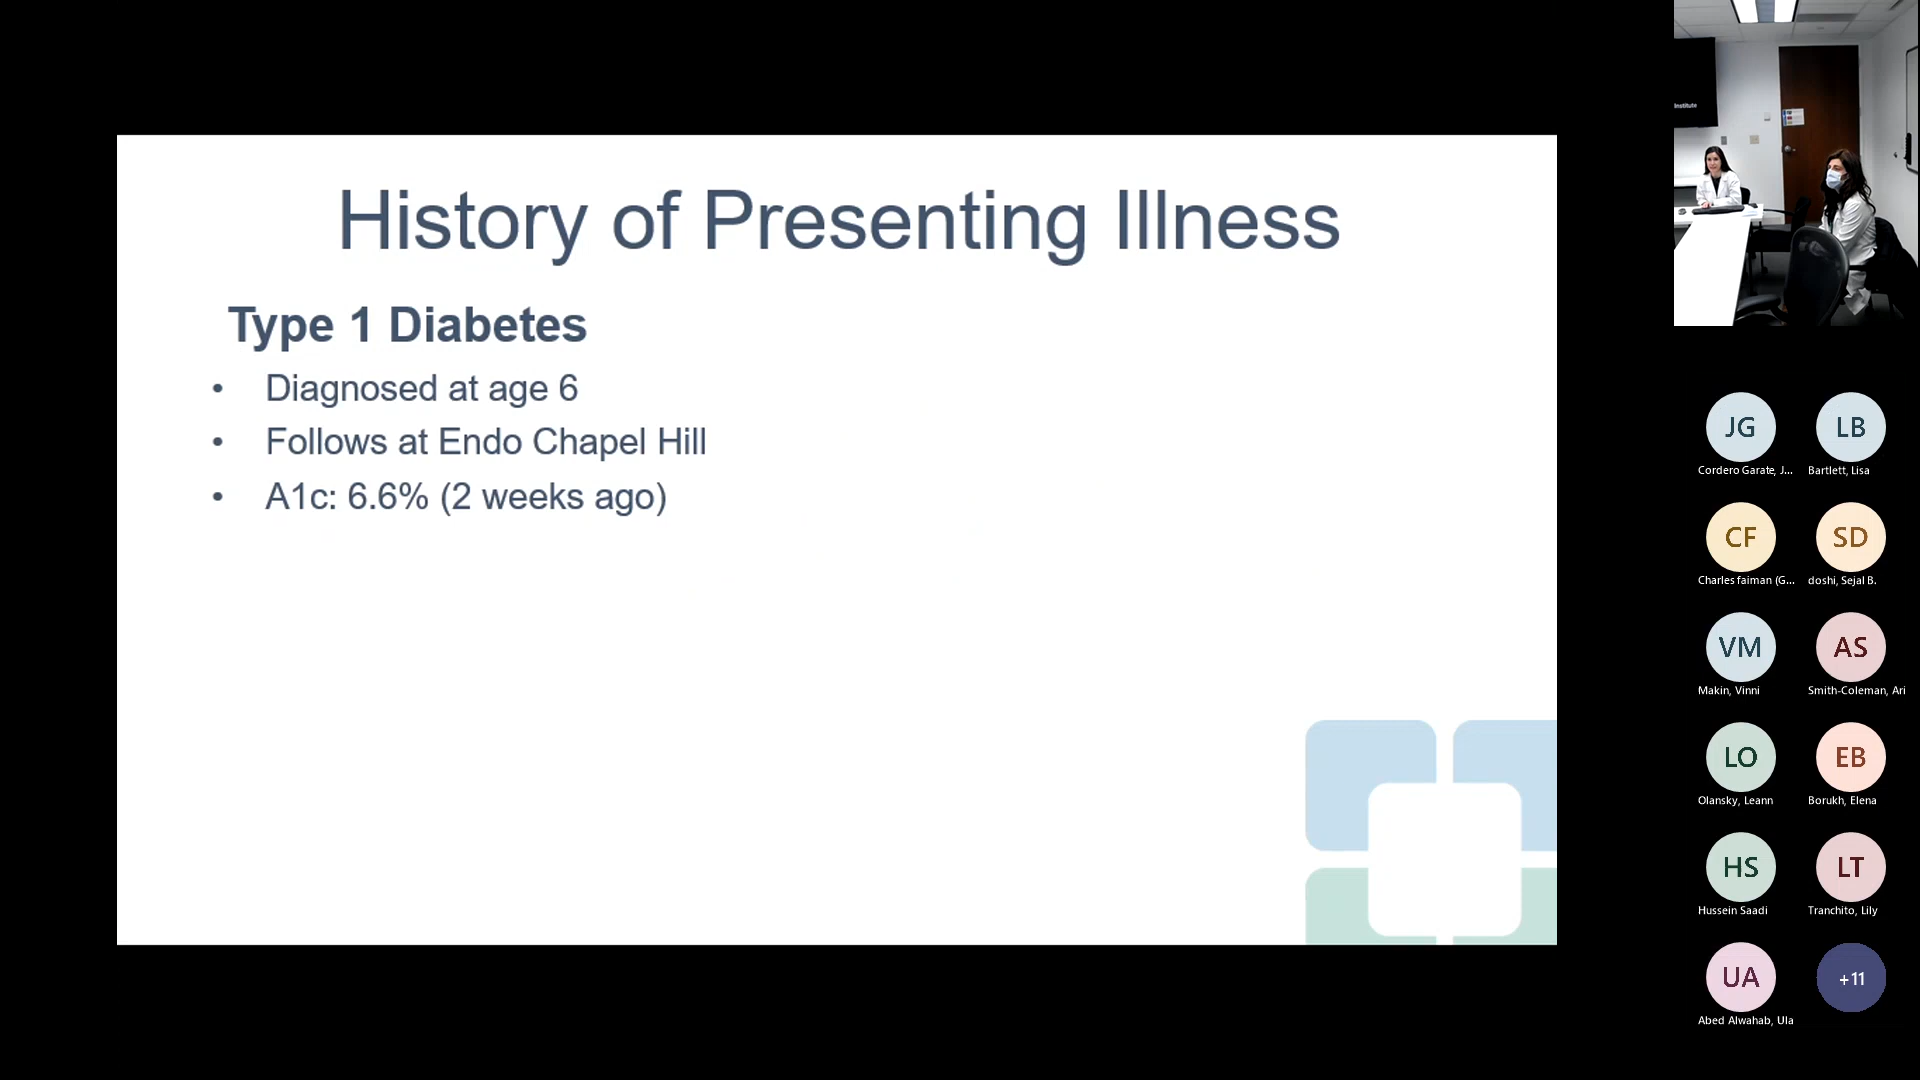 History of Presenting Illness
Type 1 Diabetes
• Diagnosed at age 6
• Follows at Endo Chapel Hill
• A1c: 6.6% (2 weeks ago)
Institute
JG
Cordero Garate, J...
LB
Bartlett, Lisa
CF
Charles faiman (G...
SD
doshi, Sejal B.
VM
Makin, Vinni
AS
Smith-Coleman, Ari
LO
Olansky, Leann
EB
Borukh, Elena
HS
Hussein Saadi
LT
Tranchito, Lily
UA
Abed Alwahab, Ula
+11